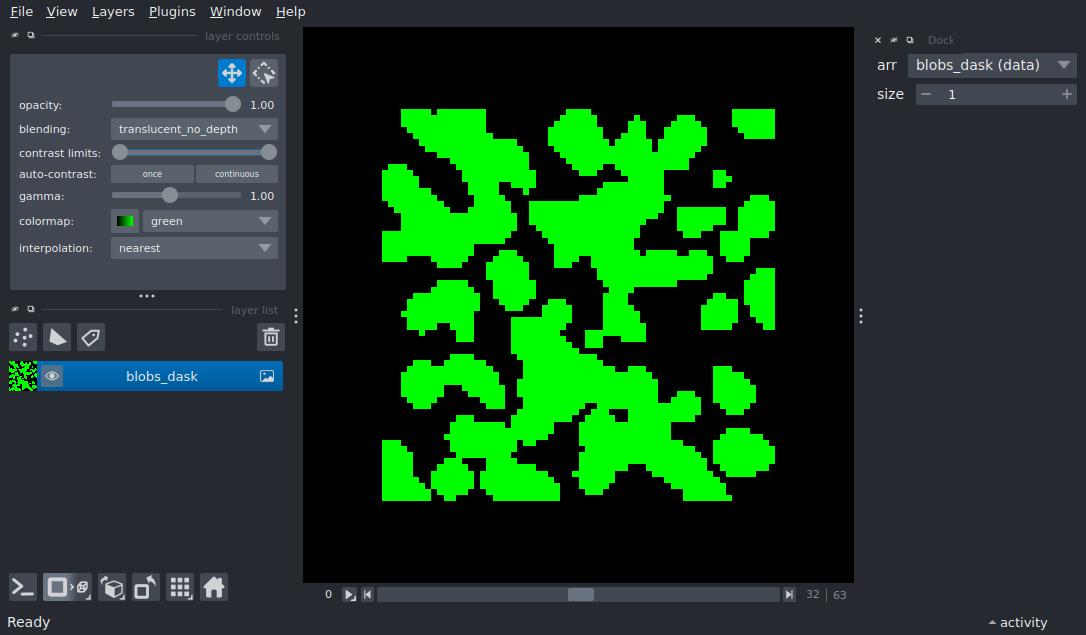 File View Layers Plugins Window Help
layer controls
opacity: 1.00
blending: translucent_no_depth
contrast limits:
auto-contrast: once continuous
gamma: 1.00
colormap: green
interpolation: nearest
layer list
blobs_dask
0 32 63
Dock
arr blobs_dask (data)
size 1
Ready activity